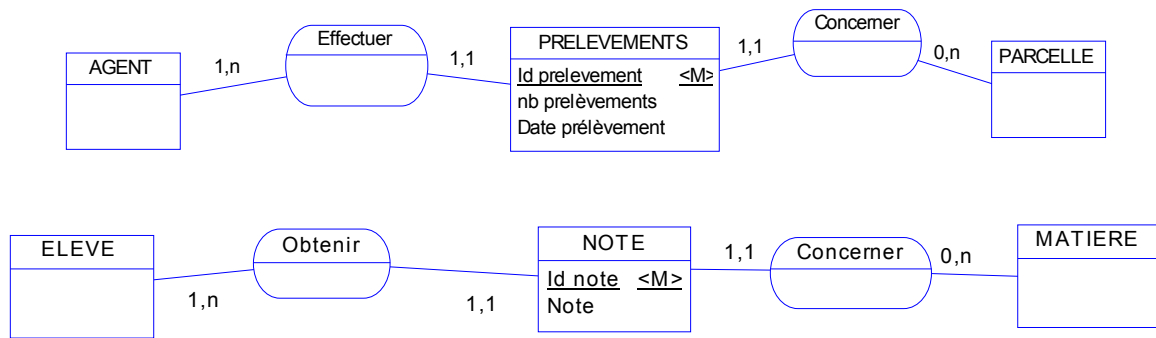 Effectuer
Concerner
PRELEVEMENTS
AGENT
1,n
1,1
1,1
0,n
PARCELLE
Id prelevement <M>
nb prelèvements
Date prélèvement
ELEVE
Obtenir
NOTE
Concerner
MATIERE
1,n
1,1
1,1
0,n
Id note <M>
Note